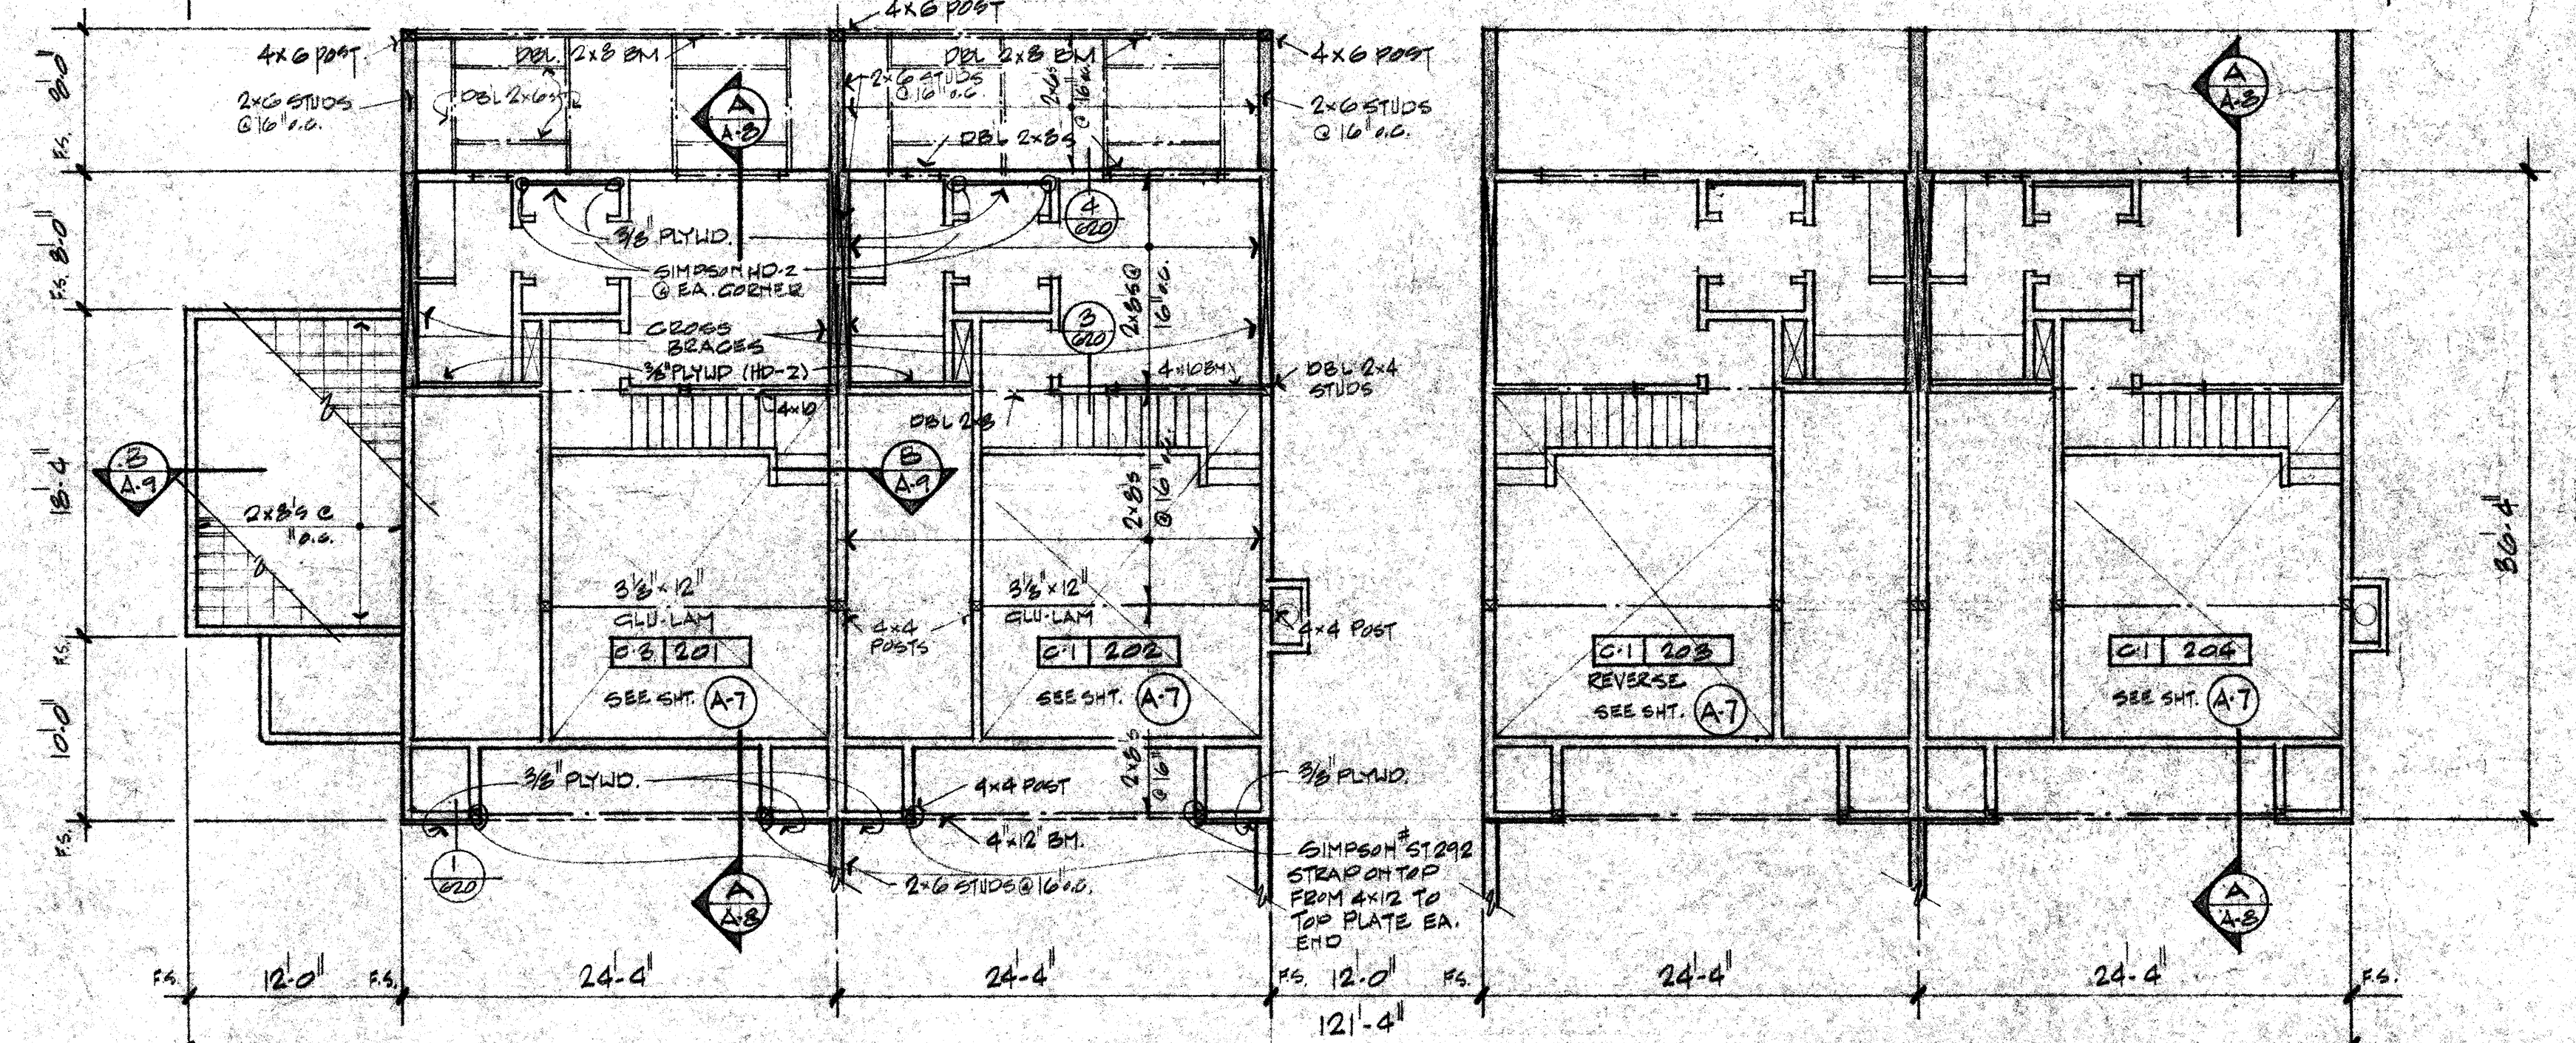 4x6 POST
4x6 POST.
DBL. 2x8 BM
DBL 2x8 BM
4x6 POST
2x6 STUDS
@ 16" o.c.
DBL 2x6s
A
A-8
2x6 STUDS
@ 16" o.c.
2x6s
@ 16" o.c.
2x6 STUDS
@ 16" o.c.
A
A-8
DBL 2x8s
8'-0"
F.S.
8'-0"
F.S.
18'-4"
F.S.
10'-0"
F.S.
3/8" PLYWD.
4
620
SIMPSON HD-2
@ EA. CORNER
2x8s@
16" o.c.
CROSS
BRACES
3
620
3/8" PLYWD (HD-2)
4x10 BM
DBL 2x4
STUDS
4x10
DBL 2x8
B
A-9
B
A-9
2x8's @
" o.c.
2x8's
@ 16" o.c.
36'-4"
3 1/8" x 12"
GLU-LAM
3 1/8" x 12"
GLU-LAM
4x4
POSTS
4x4 POST
C-3 201
C-1 202
C-1 203
REVERSE
C-1 204
SEE SHT. A-7
SEE SHT. A-7
SEE SHT. A-7
SEE SHT. A-7
3/8" PLYWD.
4x4 POST
2x8's
@ 16"
3/8" PLYWD.
4"x12" BM.
1
620
A
A-8
2x6 STUDS @ 16" o.c.
SIMPSON # ST292
STRAP ON TOP
FROM 4x12 TO
TOP PLATE EA.
END
A
A-8
F.S. 12'-0" F.S. 24'-4" 24'-4" F.S. 12'-0" F.S. 24'-4" 24'-4" F.S.
121'-4"